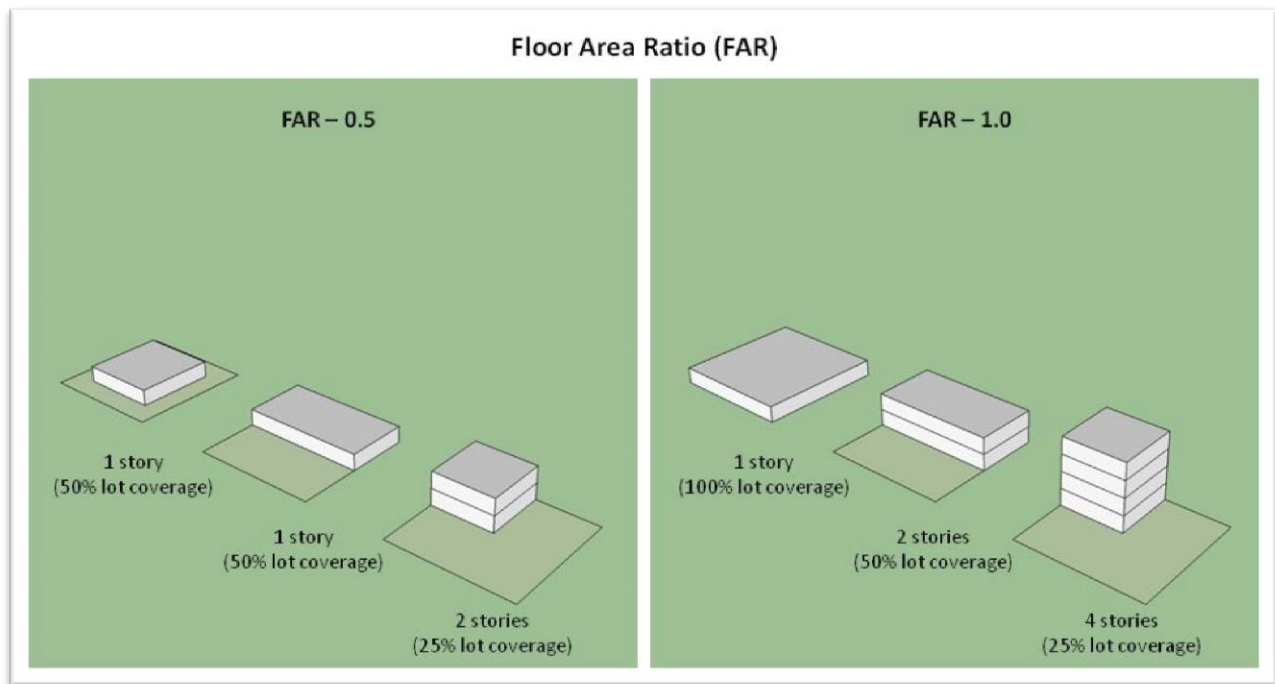 Floor Area Ratio (FAR)
FAR – 0.5
1 story
(50% lot coverage)
1 story
(50% lot coverage)
2 stories
(25% lot coverage)
FAR – 1.0
1 story
(100% lot coverage)
2 stories
(50% lot coverage)
4 stories
(25% lot coverage)